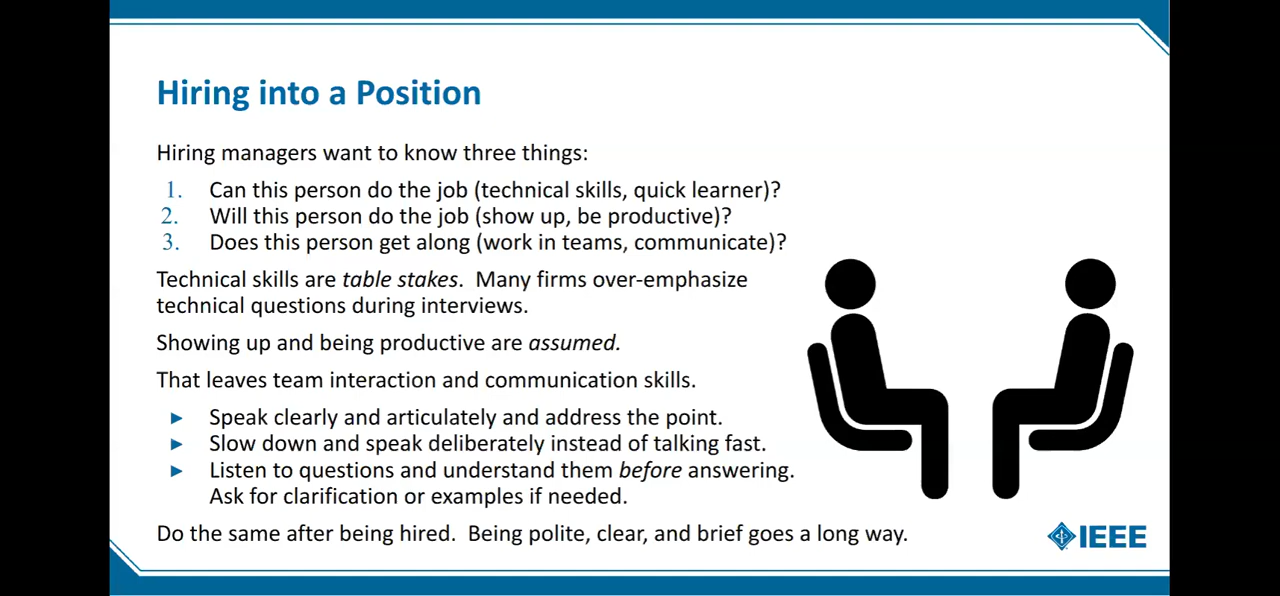 Hiring into a Position
Hiring managers want to know three things:
1. Can this person do the job (technical skills, quick learner)?
2. Will this person do the job (show up, be productive)?
3. Does this person get along (work in teams, communicate)?
Technical skills are table stakes. Many firms over-emphasize
technical questions during interviews.
Showing up and being productive are assumed.
That leaves team interaction and communication skills.
► Speak clearly and articulately and address the point.
► Slow down and speak deliberately instead of talking fast.
► Listen to questions and understand them before answering.
Ask for clarification or examples if needed.
Do the same after being hired. Being polite, clear, and brief goes a long way.
IEEE